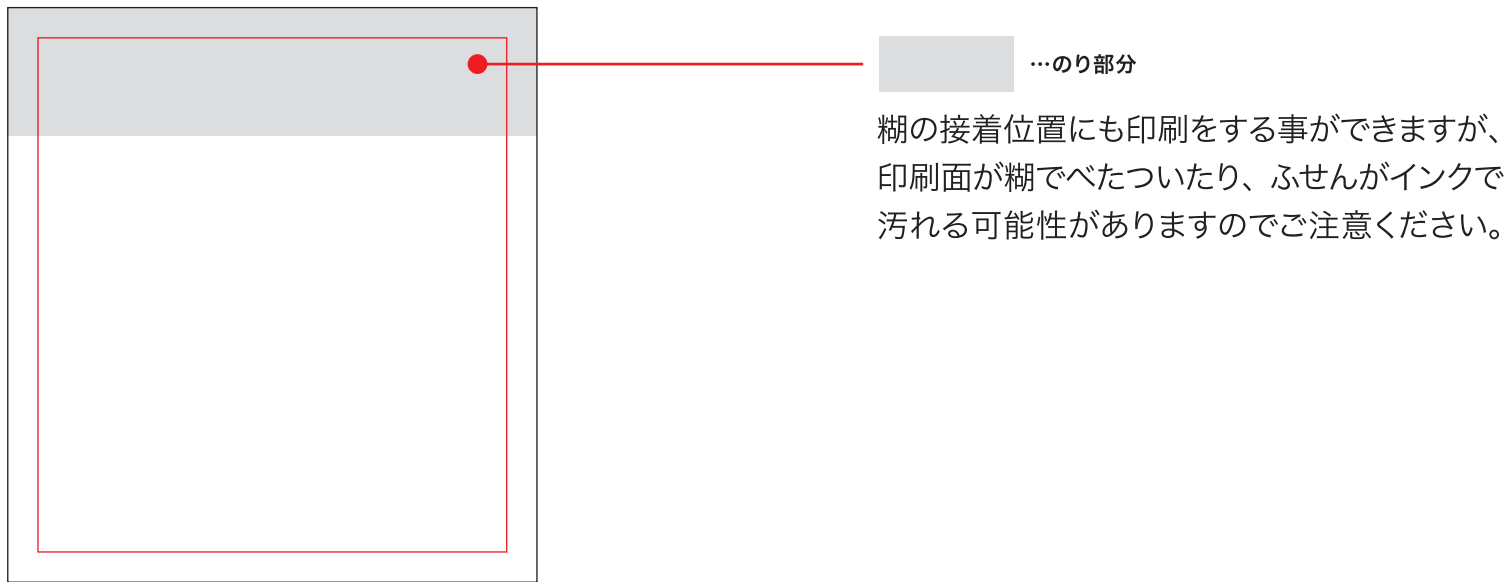 …のり部分
糊の接着位置にも印刷をする事ができますが、
印刷面が糊でべたついたり、ふせんがインクで
汚れる可能性がありますのでご注意ください。